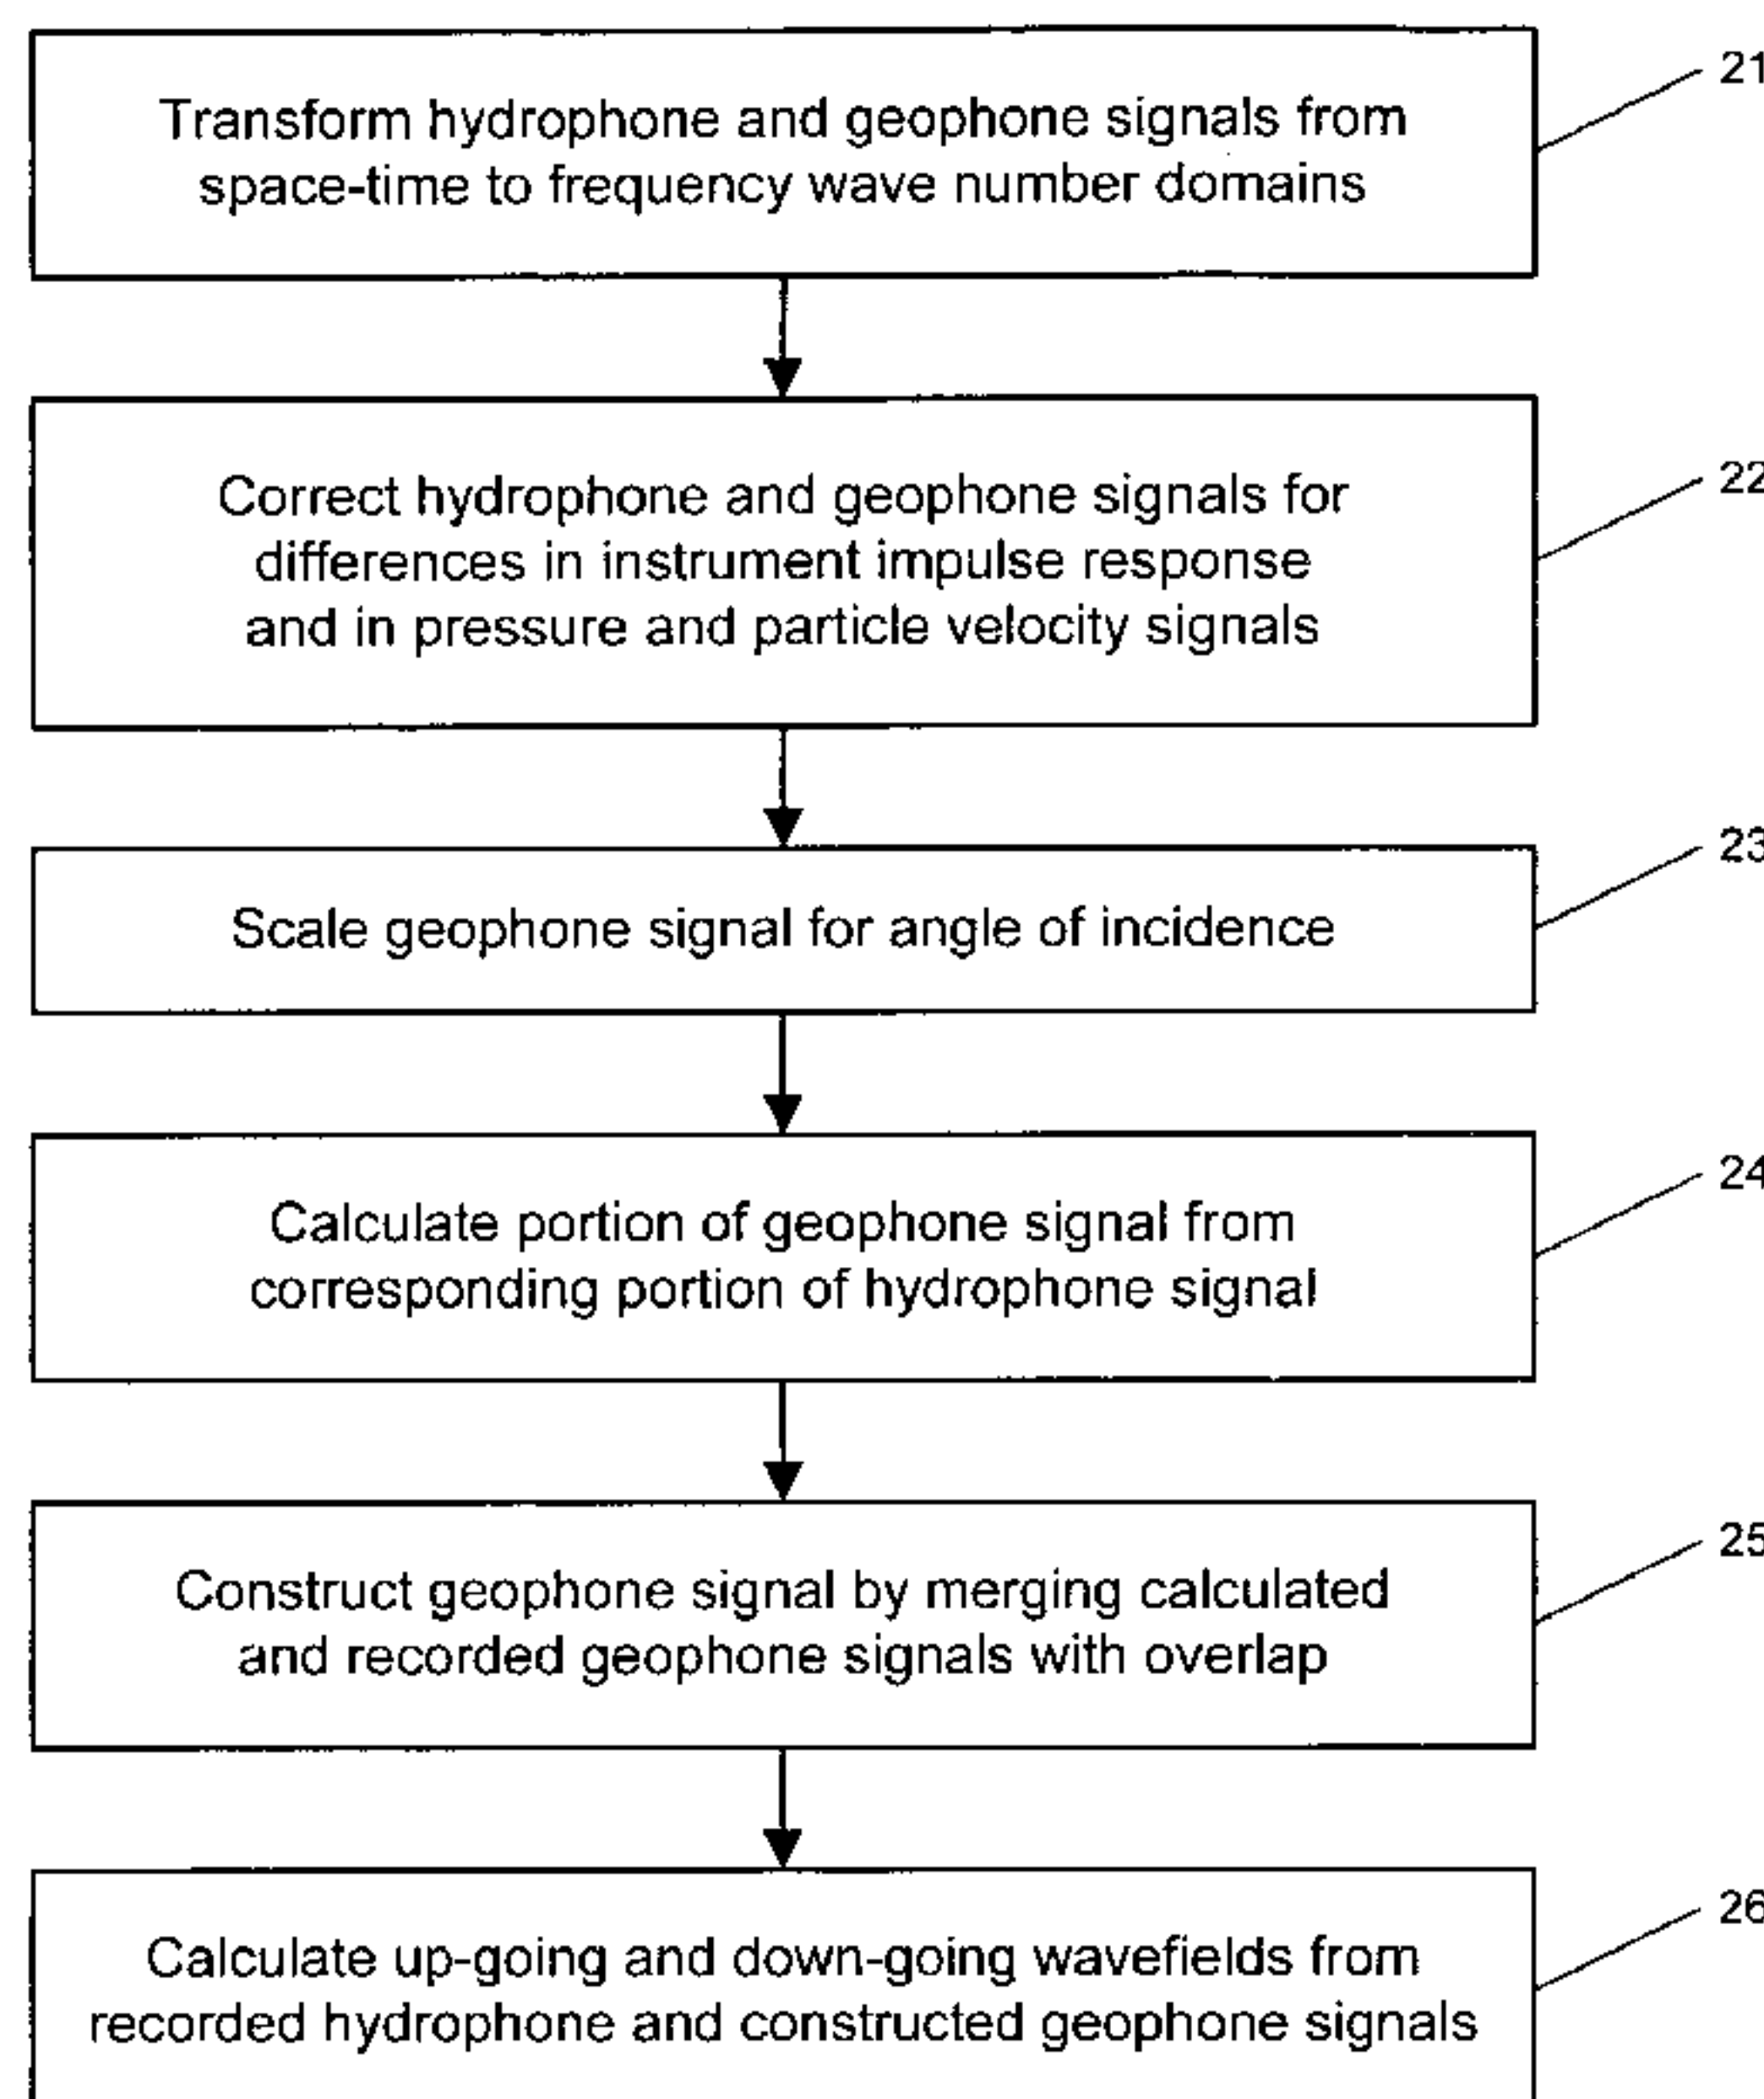 21
Transform hydrophone and geophone signals from
space-time to frequency wave number domains
22
Correct hydrophone and geophone signals for
differences in instrument impulse response
and in pressure and particle velocity signals
23
Scale geophone signal for angle of incidence
24
Calculate portion of geophone signal from
corresponding portion of hydrophone signal
25
Construct geophone signal by merging calculated
and recorded geophone signals with overlap
26
Calculate up-going and down-going wavefields from
recorded hydrophone and constructed geophone signals